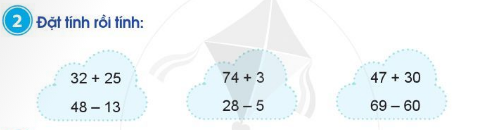 2 Đặt tính rồi tính:
32 + 25
48 – 13
74 + 3
28 – 5
47 + 30
69 – 60